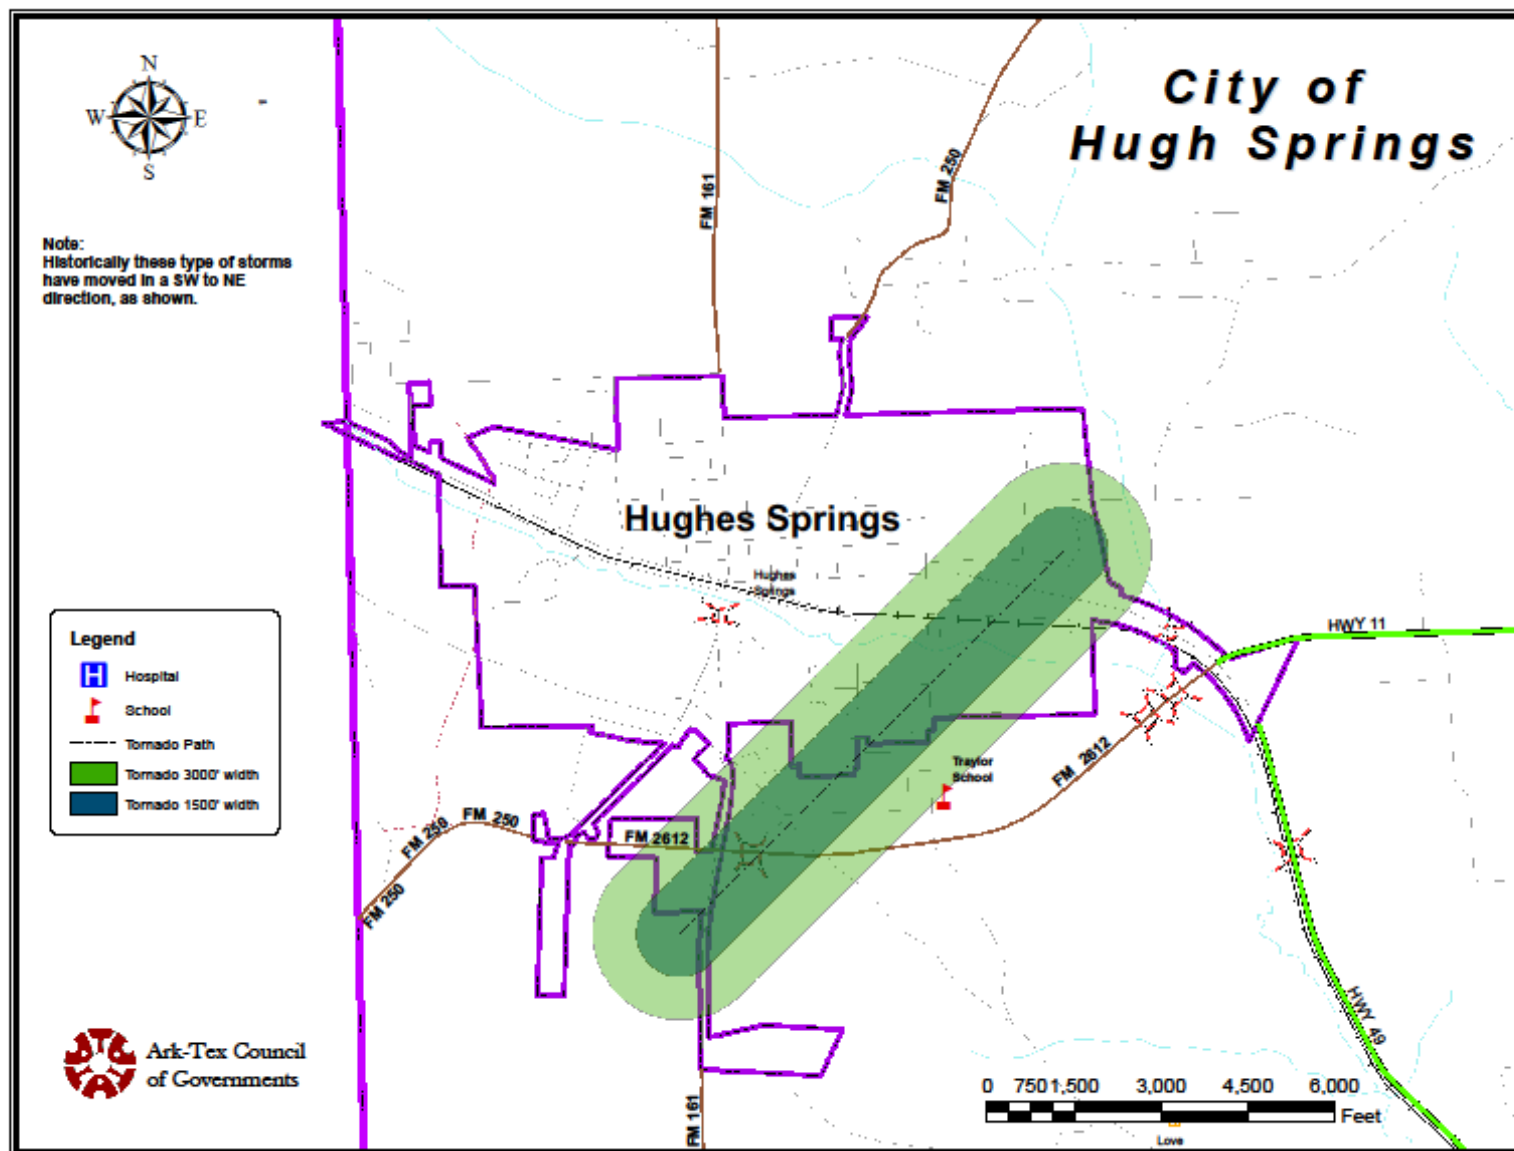 City of
Hugh Springs
N
W E
S
Note:
Historically these type of storms
have moved in a SW to NE
direction, as shown.
FM 161
FM 250
Hughes Springs
Hughes
Springs
HWY 11
Legend
H Hospital
School
Tornado Path
Tornado 3000' width
Tornado 1500' width
Traylor
School
FM 2612
FM 250
FM 250
FM 250
FM 2612
HWY 49
Ark-Tex Council
of Governments
FM 161
0 750 1,500 3,000 4,500 6,000
Feet
Love